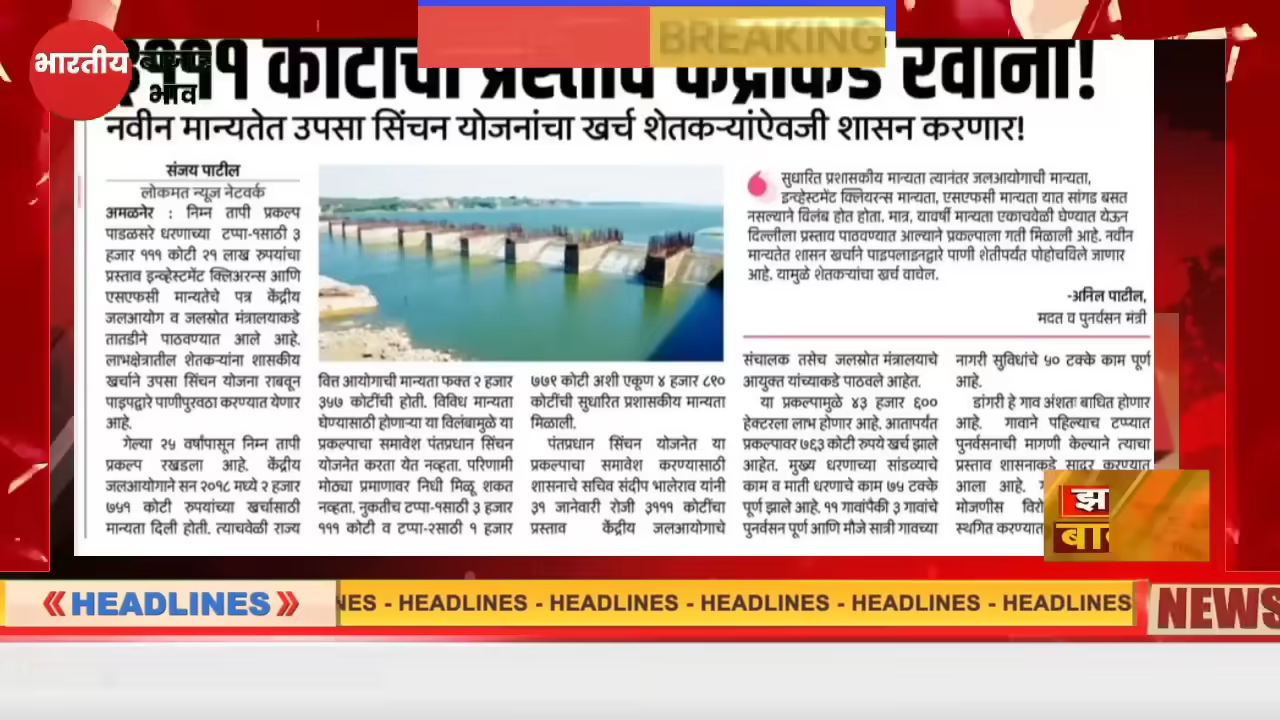 भारतीय
भाव
BREAKING
३१११ कोटींचा प्रस्ताव केंद्राकडे रवाना!
नवीन मान्यतेत उपसा सिंचन योजनांचा खर्च शेतकऱ्यांऐवजी शासन करणार!
संजय पाटील
लोकमत न्यूज नेटवर्क
अमळनेर : निम्न तापी प्रकल्प
पाडळसरे धरणाच्या टप्पा-१साठी ३
हजार १११ कोटी २१ लाख रुपयांचा
प्रस्ताव इन्व्हेस्टमेंट क्लिअरन्स आणि
एसएफसी मान्यतेचे पत्र केंद्रीय
जलआयोग व जलस्रोत मंत्रालयाकडे
तातडीने पाठवण्यात आले आहे.
लाभक्षेत्रातील शेतकऱ्यांना शासकीय
खर्चाने उपसा सिंचन योजना राबवून
पाइपद्वारे पाणीपुरवठा करण्यात येणार
आहे.
गेल्या २५ वर्षांपासून निम्न तापी
प्रकल्प रखडला आहे. केंद्रीय
जलआयोगाने सन २०१८ मध्ये २ हजार
७५१ कोटी रुपयांच्या खर्चासाठी
मान्यता दिली होती. त्याचवेळी राज्य
वित्त आयोगाची मान्यता फक्त २ हजार
३५७ कोटींची होती. विविध मान्यता
घेण्यासाठी होणाऱ्या या विलंबामुळे या
प्रकल्पाचा समावेश पंतप्रधान सिंचन
योजनेत करता येत नव्हता. परिणामी
मोठ्या प्रमाणावर निधी मिळू शकत
नव्हता. नुकतीच टप्पा-१साठी ३ हजार
१११ कोटी व टप्पा-२साठी १ हजार
७७९ कोटी अशी एकूण ४ हजार ८९०
कोटींची सुधारित प्रशासकीय मान्यता
मिळाली.
पंतप्रधान सिंचन योजनेत या
प्रकल्पाचा समावेश करण्यासाठी
शासनाचे सचिव संदीप भालेराव यांनी
३१ जानेवारी रोजी ३१११ कोटींचा
प्रस्ताव केंद्रीय जलआयोगाचे
सुधारित प्रशासकीय मान्यता त्यानंतर जलआयोगाची मान्यता,
इन्व्हेस्टमेंट क्लियरन्स मान्यता, एसएफसी मान्यता यात सांगड बसत
नसल्याने विलंब होत होता. मात्र, यावर्षी मान्यता एकाचवेळी घेण्यात येऊन
दिल्लीला प्रस्ताव पाठवण्यात आल्याने प्रकल्पाला गती मिळाली आहे. नवीन
मान्यतेत शासन खर्चाने पाइपलाइनद्वारे पाणी शेतीपर्यंत पोहोचविले जाणार
आहे. यामुळे शेतकऱ्यांचा खर्च वाचेल.
-अनिल पाटील,
मदत व पुनर्वसन मंत्री
संचालक तसेच जलस्रोत मंत्रालयाचे
आयुक्त यांच्याकडे पाठवले आहेत.
या प्रकल्पामुळे ४३ हजार ६००
हेक्टरला लाभ होणार आहे. आतापर्यंत
प्रकल्पावर ७६३ कोटी रुपये खर्च झाले
आहेत. मुख्य धरणाच्या सांडव्याचे
काम व माती धरणाचे काम ७५ टक्के
पूर्ण झाले आहे. ११ गावांपैकी ३ गावांचे
पुनर्वसन पूर्ण आणि मौजे सात्री गावच्या
नागरी सुविधांचे ५० टक्के काम पूर्ण
आहे.
डांगरी हे गाव अंशतः बाधित होणार
आहे. गावाने पहिल्याच टप्प्यात
पुनर्वसनाची मागणी केल्याने त्याचा
प्रस्ताव शासनाकडे सादर करण्यात
आला आहे.
मोजणीस
स्थगित
झ
HEADLINES
- HEADLINES - HEADLINES - HEADLINES - HEADLINES - HEADLINES
NEWS